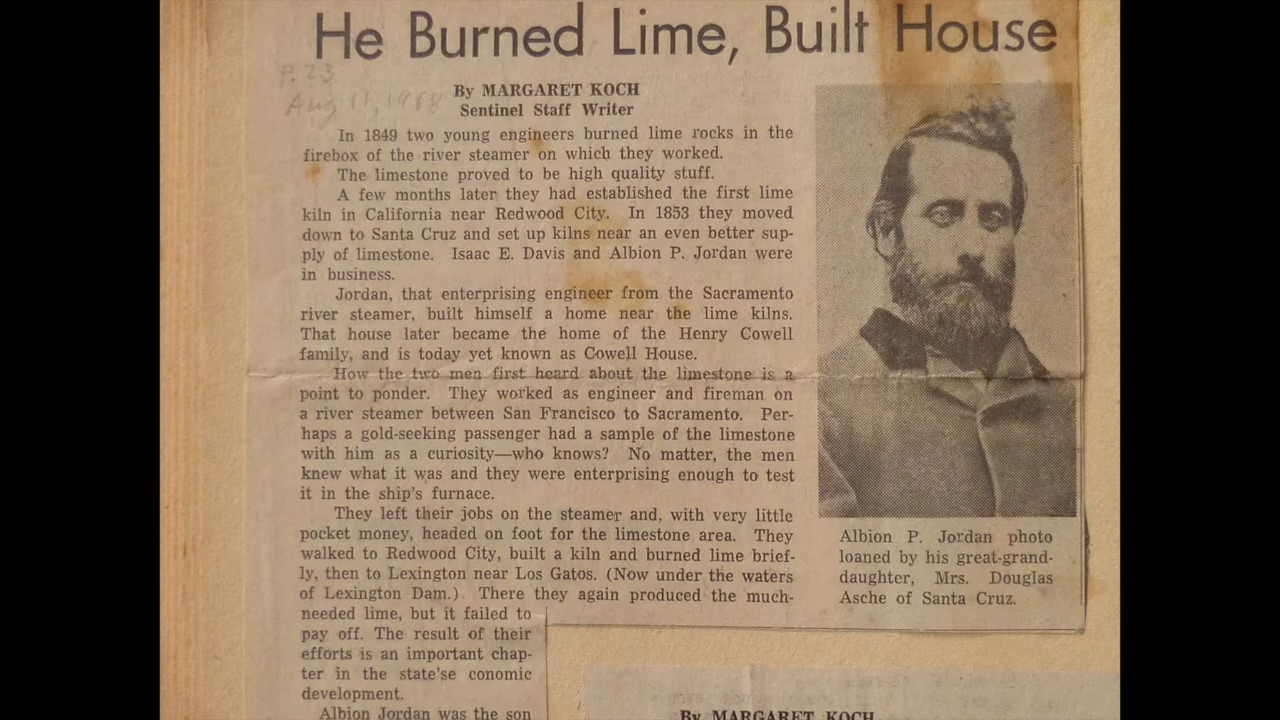 He Burned Lime, Built House
P. 23
Aug 11, 1968
By MARGARET KOCH
Sentinel Staff Writer
In 1849 two young engineers burned lime rocks in the
firebox of the river steamer on which they worked.
The limestone proved to be high quality stuff.
A few months later they had established the first lime
kiln in California near Redwood City. In 1853 they moved
down to Santa Cruz and set up kilns near an even better sup-
ply of limestone. Isaac E. Davis and Albion P. Jordan were
in business.
Jordan, that enterprising engineer from the Sacramento
river steamer, built himself a home near the lime kilns.
That house later became the home of the Henry Cowell
family, and is today yet known as Cowell House.
How the two men first heard about the limestone is a
point to ponder. They worked as engineer and fireman on
a river steamer between San Francisco to Sacramento. Per-
haps a gold-seeking passenger had a sample of the limestone
with him as a curiosity—who knows? No matter, the men
knew what it was and they were enterprising enough to test
it in the ship's furnace.
They left their jobs on the steamer and, with very little
pocket money, headed on foot for the limestone area. They
walked to Redwood City, built a kiln and burned lime brief-
ly, then to Lexington near Los Gatos. (Now under the waters
of Lexington Dam.) There they again produced the much-
needed lime, but it failed to
pay off. The result of their
efforts is an important chap-
ter in the state'se conomic
development.
Albion Jordan was the son
Albion P. Jordan photo
loaned by his great-grand-
daughter, Mrs. Douglas
Asche of Santa Cruz.
By MARGARET KOCH